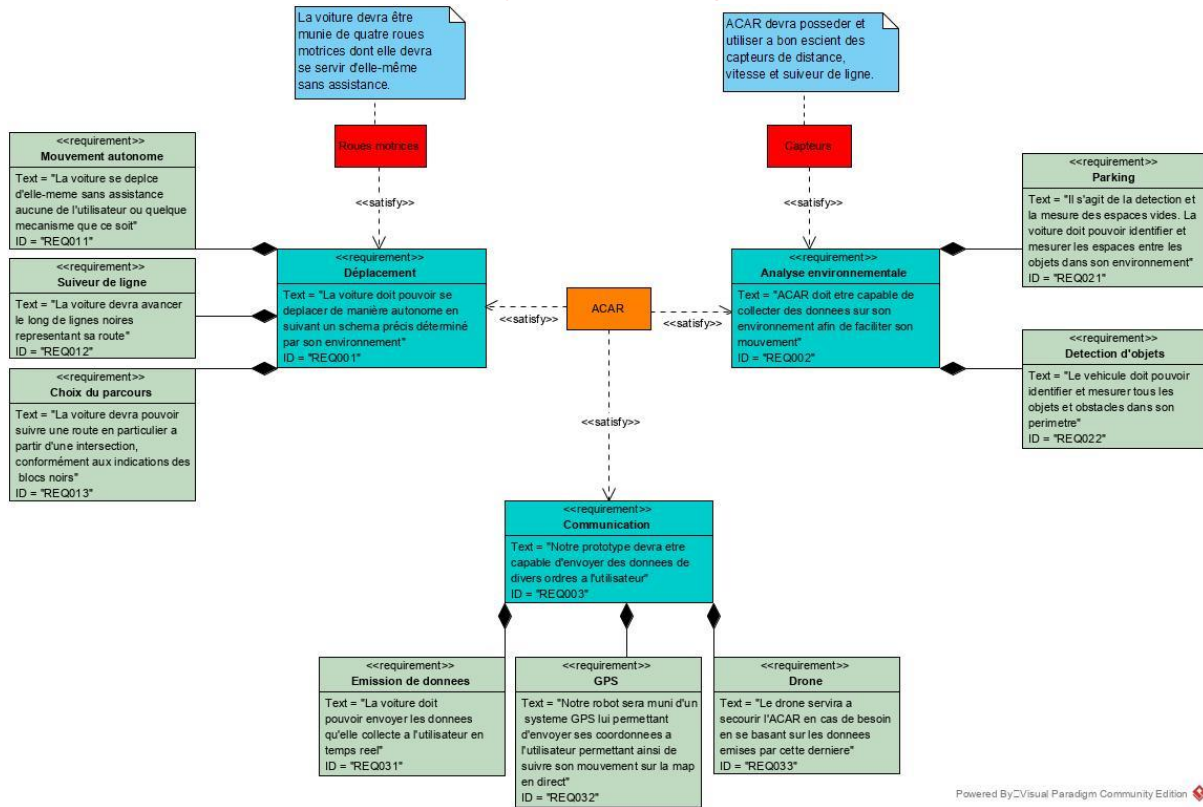 La voiture devra être
munie de quatre roues
motrices dont elle devra
se servir d'elle-même
sans assistance.
ACAR devra posseder et
utiliser a bon escient des
capteurs de distance,
vitesse et suiveur de ligne.
Roues motrices
Capteurs
<<satisfy>>
<<satisfy>>
<<requirement>>
Mouvement autonome
Text = "La voiture se deplce
d'elle-meme sans assistance
aucune de l'utilisateur ou quelque
mecanisme que ce soit"
ID = "REQ011"
<<requirement>>
Suiveur de ligne
Text = "La voiture devra avancer
le long de lignes noires
representant sa route"
ID = "REQ012"
<<requirement>>
Choix du parcours
Text = "La voiture devra pouvoir
suivre une route en particulier a
partir d'une intersection,
conformément aux indications des
blocs noirs"
ID = "REQ013"
<<requirement>>
Déplacement
Text = "La voiture doit pouvoir se
deplacer de manière autonome en
suivant un schema précis déterminé
par son environnement"
ID = "REQ001"
<<satisfy>>
ACAR
<<satisfy>>
<<requirement>>
Analyse environnementale
Text = "ACAR doit etre capable de
collecter des donnees sur son
environement afin de faciliter son
mouvement"
ID = "REQ002"
<<requirement>>
Parking
Text = "Il s'agit de la detection et
la mesure des espaces vides. La
voiture doit pouvoir identifier et
mesurer les espaces entre les
objets dans son environnement"
ID = "REQ021"
<<requirement>>
Detection d'objets
Text = "Le vehicule doit pouvoir
identifier et mesurer tous les
objets et obstacles dans son
perimetre"
ID = "REQ022"
<<satisfy>>
<<requirement>>
Communication
Text = "Notre prototype devra etre
capable d'envoyer des donnees de
divers ordres a l'utilisateur"
ID = "REQ003"
<<requirement>>
Emission de donnees
Text = "La voiture doit
pouvoir envoyer les donnees
qu'elle collecte a l'utilisateur en
temps reel"
ID = "REQ031"
<<requirement>>
GPS
Text = "Notre robot sera muni d'un
systeme GPS lui permettant
d'envoyer ses coordonnees a
l'utilisateur permettant ainsi de
suivre son mouvement sur la map
en direct"
ID = "REQ032"
<<requirement>>
Drone
Text = "Le drone servira a
secourir l'ACAR en cas de besoin
en se basant sur les donnees
emises par cette derniere"
ID = "REQ033"
Powered By Visual Paradigm Community Edition